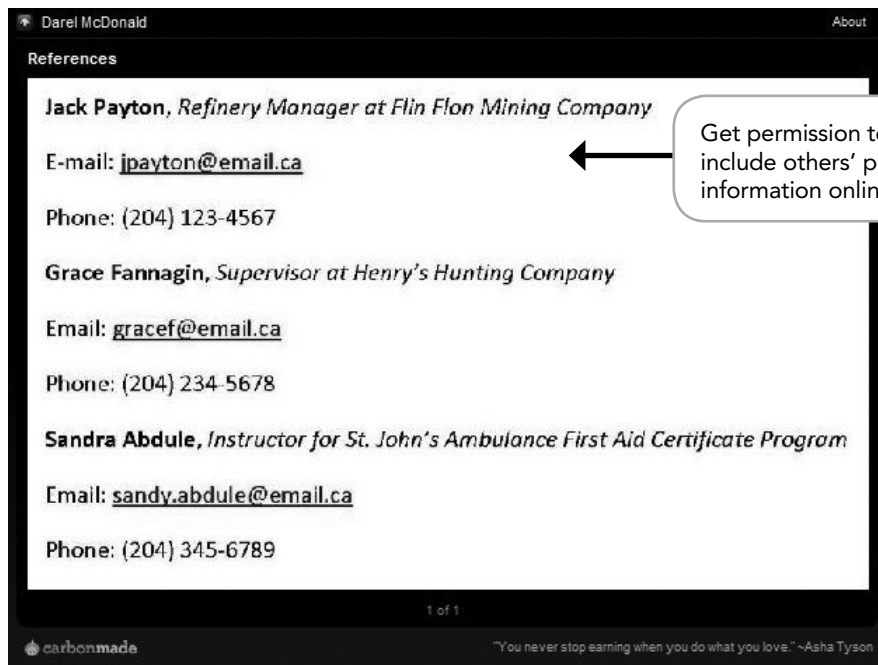 Darel McDonald
About
References
Jack Payton, Refinery Manager at Flin Flon Mining Company
Get permission
include others'
information
E-mail: jpayton@email.ca
Phone: (204) 123-4567
Grace Fannagin, Supervisor at Henry's Hunting Company
Email: gracef@email.ca
Phone: (204) 234-5678
Sandra Abdule, Instructor for St. John's Ambulance First Aid Certificate Program
Email: sandy.abdule@email.ca
Phone: (204) 345-6789
1 of 1
carbonmade
"You never stop earning when you do what you love." ~Asha Tyson